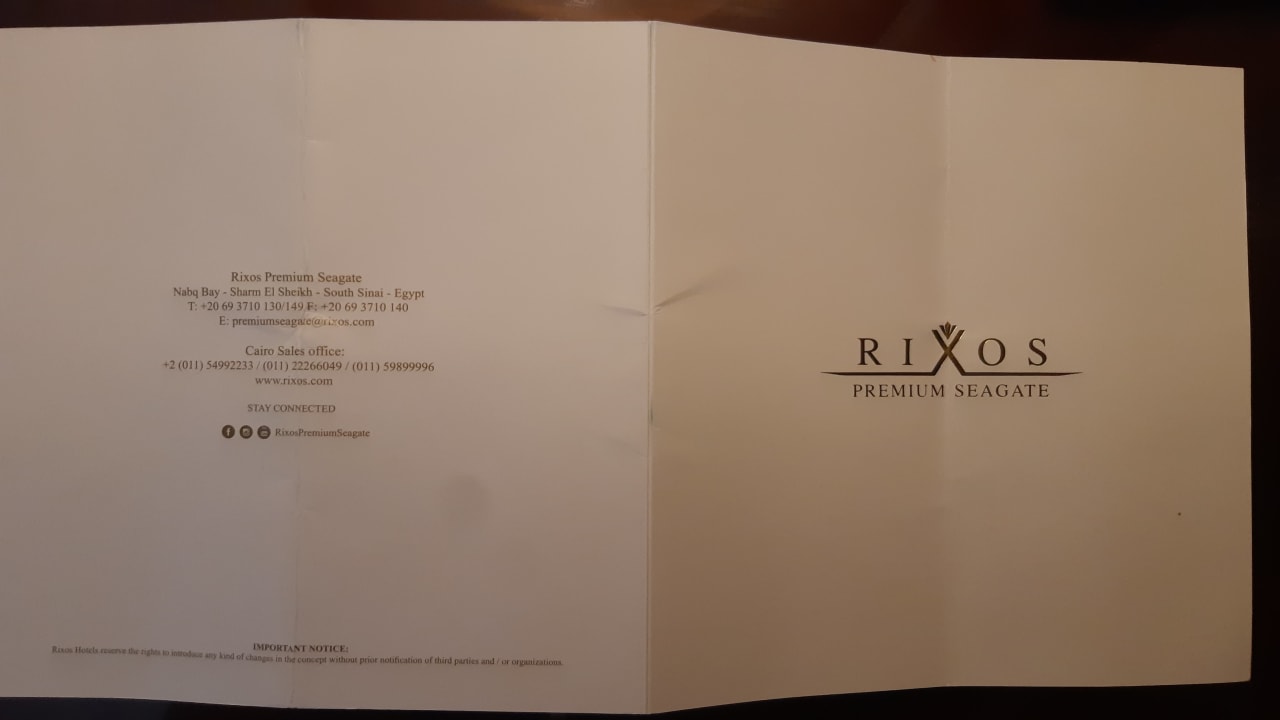 Rixos Premium Seagate
Nabq Bay - Sharm El Sheikh - South Sinai - Egypt
T: +20 69 3710 130/149 F: +20 69 3710 140
E: premiumseagate@rixos.com
Cairo Sales office:
+2 (011) 54992233 / (011) 22266049 / (011) 59899996
www.rixos.com
STAY CONNECTED
RixosPremiumSeagate
IMPORTANT NOTICE:
Rixos Hotels reserve the rights to introduce any kind of changes in the concept without prior notification of third parties and / or organizations.
RIXOS
PREMIUM SEAGATE